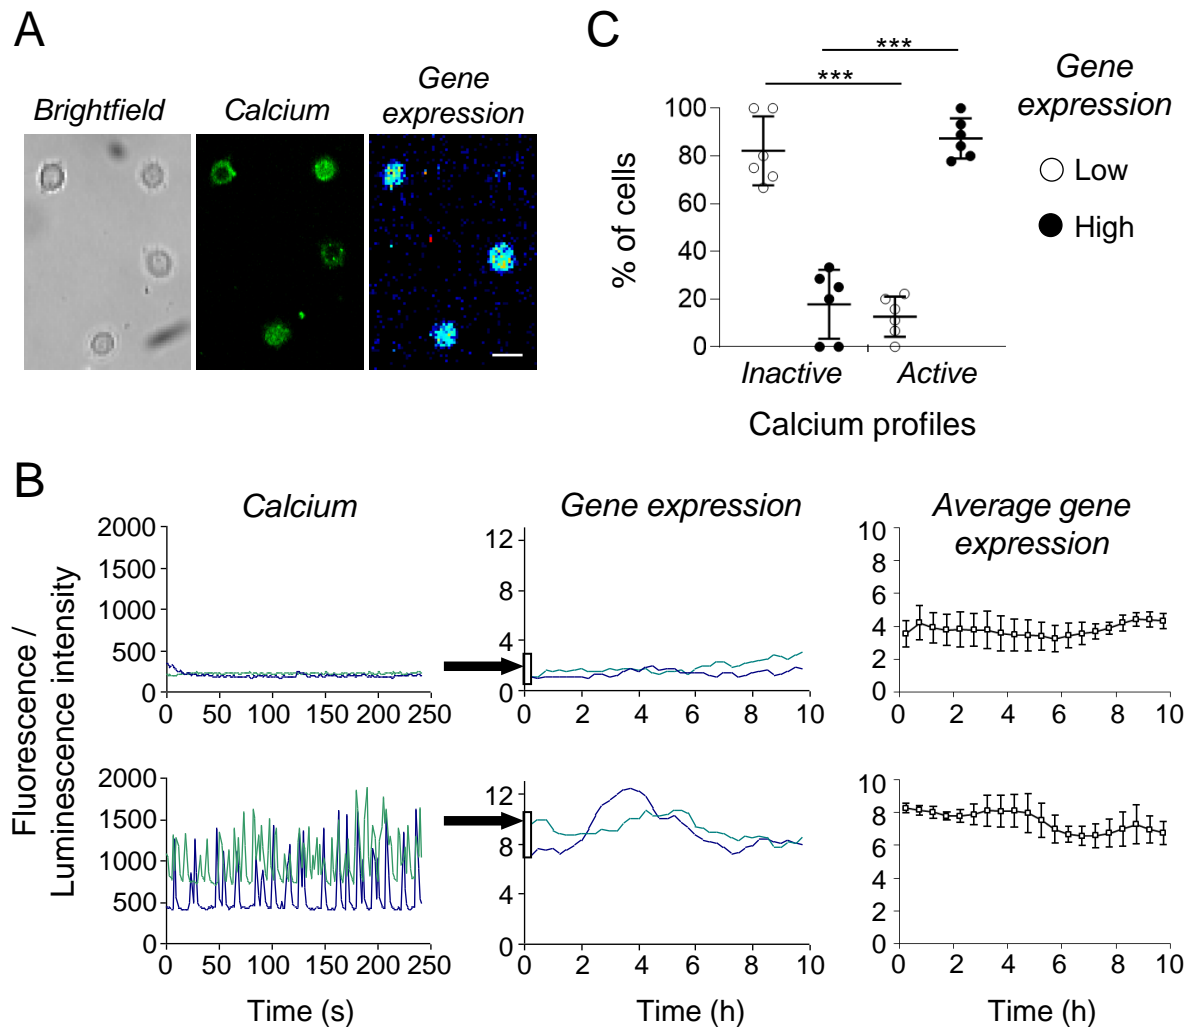 A
Brightfield
Calcium
Gene
expression
C
***
***
100
80
60
40
20
0
% of cells
Inactive
Active
Calcium profiles
Gene
expression
Low
High
B
Fluorescence /
Luminescence intensity
Calcium
2000
1500
1000
500
0
0 50 100 150 200 250
Gene expression
12
8
4
0
0 2 4 6 8 10
Average gene
expression
10
8
6
4
2
0
0 2 4 6 8 10
2000
1500
1000
500
0
0 50 100 150 200 250
Time (s)
12
8
4
0
0 2 4 6 8 10
Time (h)
10
8
6
4
2
0
0 2 4 6 8 10
Time (h)